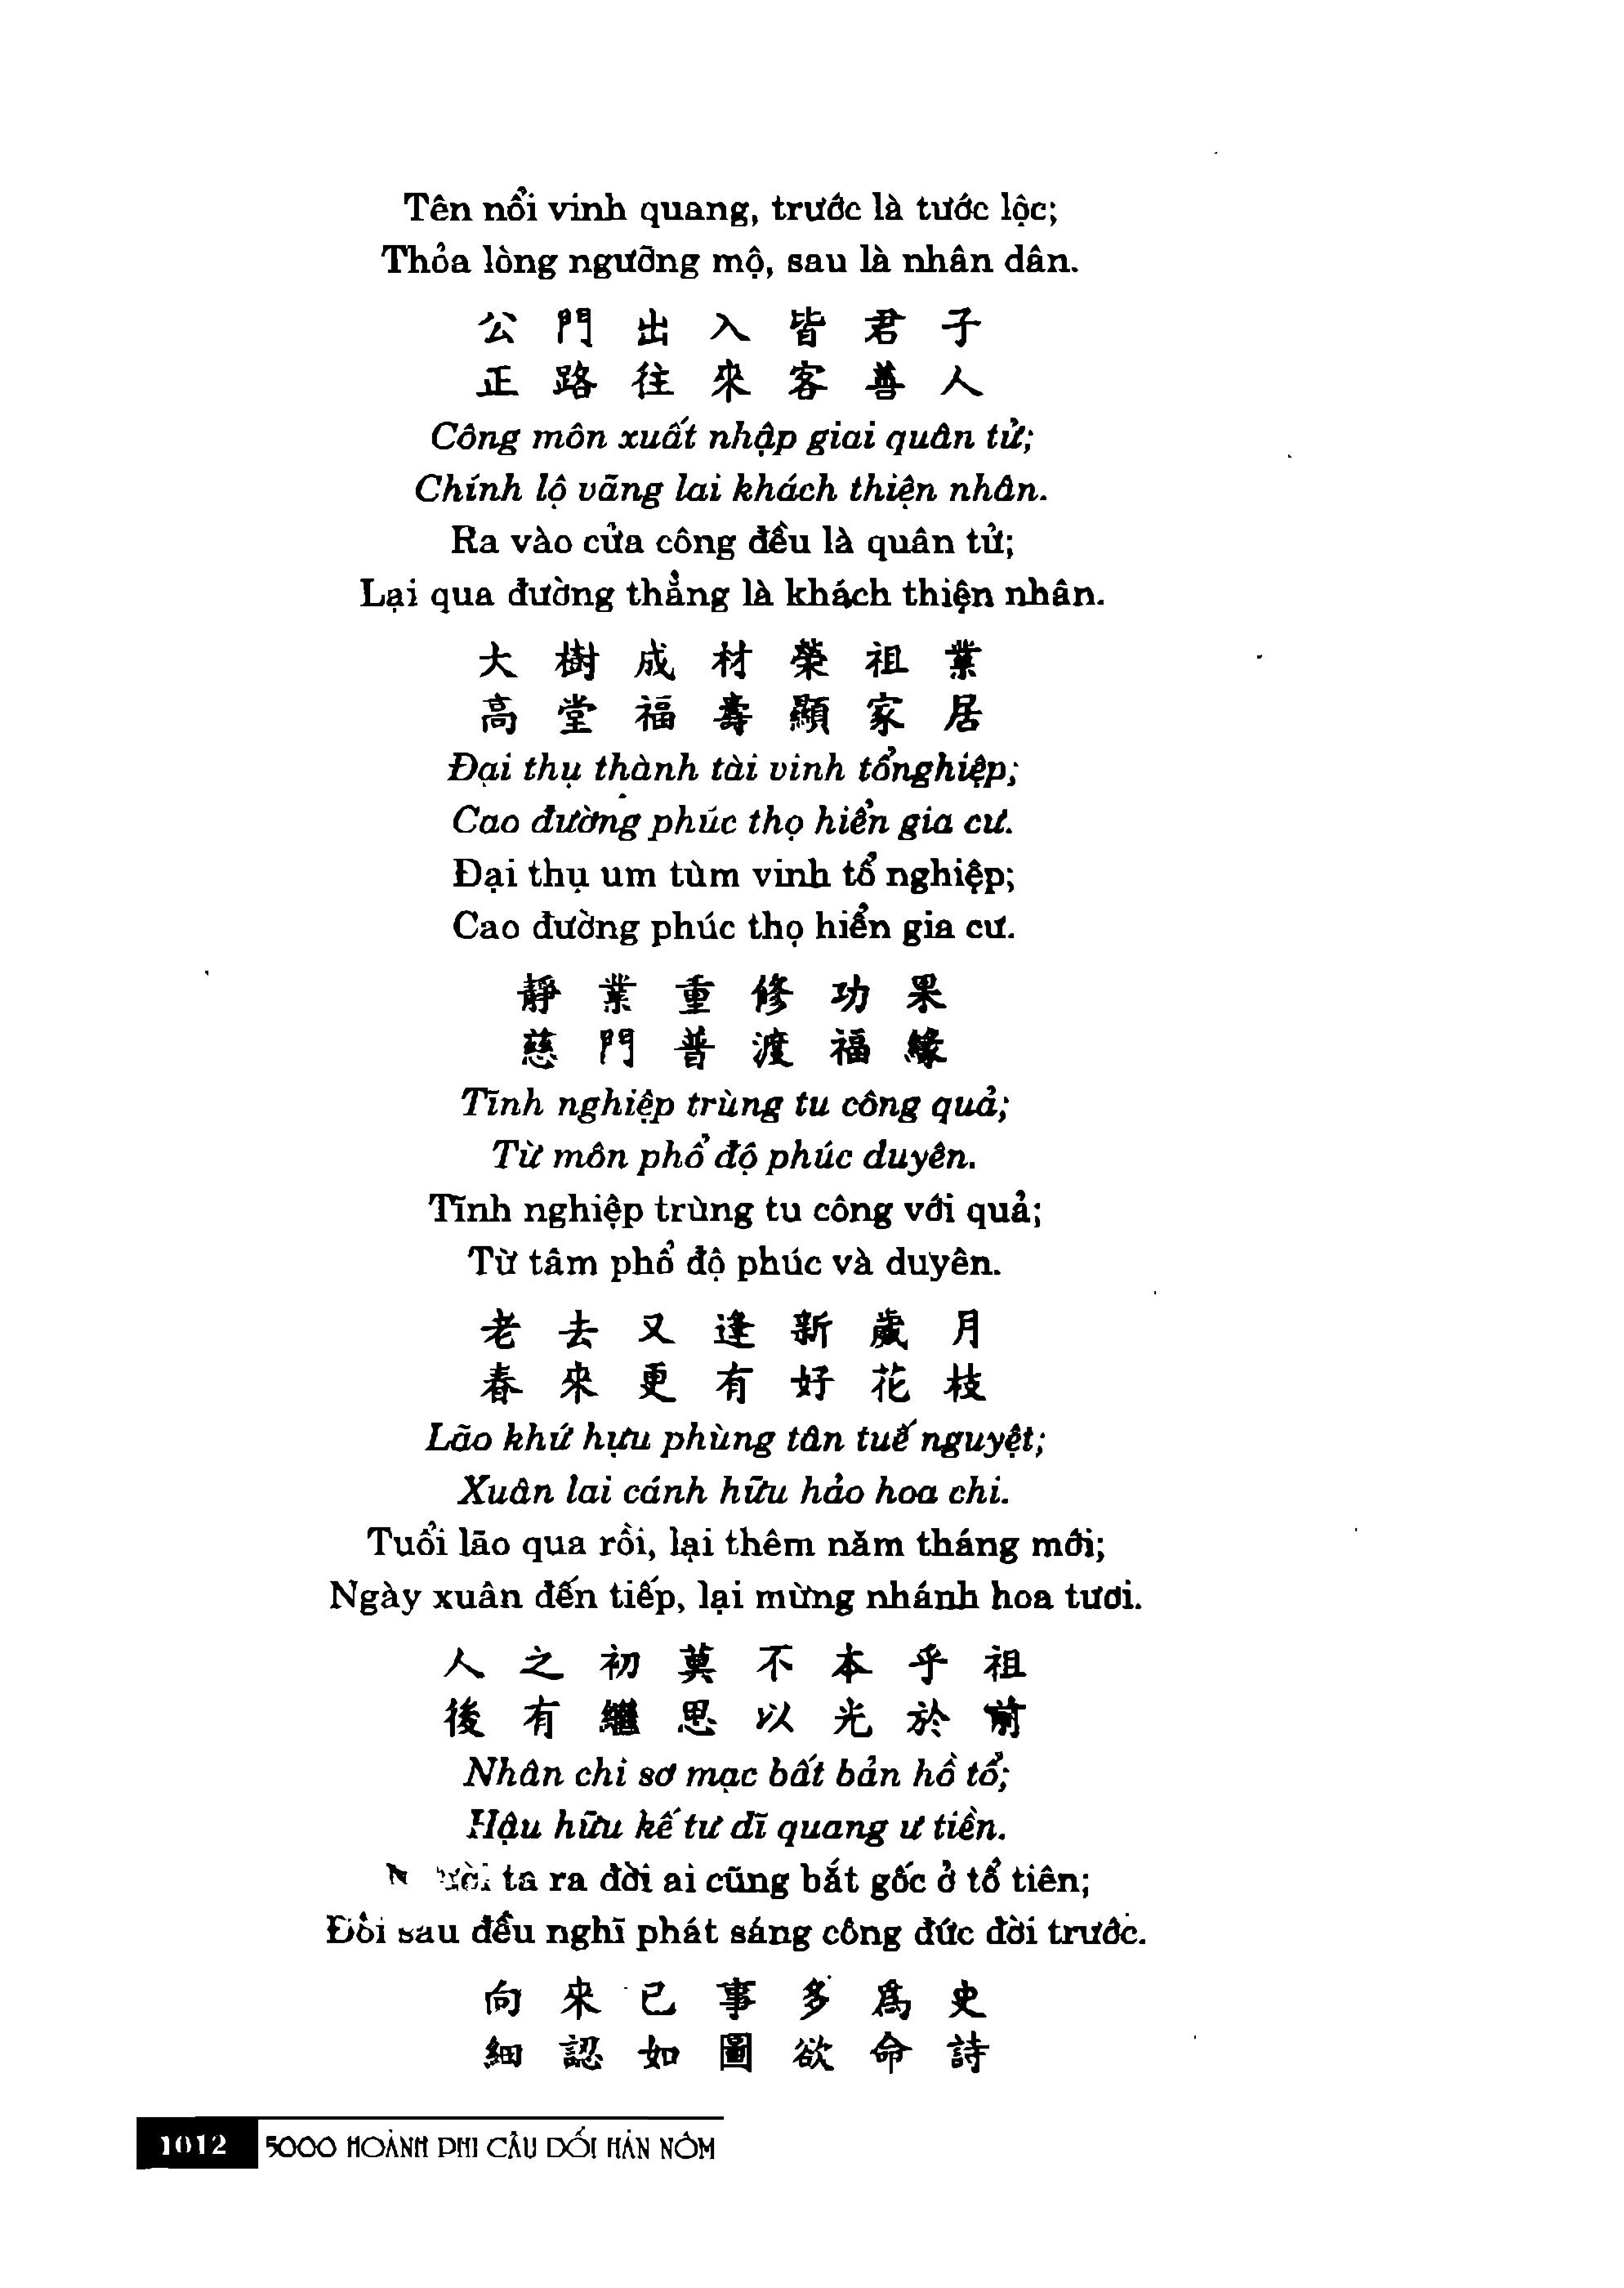 Tên nổi vinh quang, trước là tước lộc;
Thỏa lòng ngưỡng mộ, sau là nhân dân.
公門出入皆君子
正路往來客善人
Công môn xuất nhập giai quân tử;
Chính lộ vãng lai khách thiện nhân.
Ra vào cửa công đều là quân tử;
Lại qua đường thẳng là khách thiện nhân.
大樹成材榮祖業
高堂福壽顯家居
Đại thụ thành tài vinh tổnghiệp;
Cao đường phúc thọ hiển gia cư.
Đại thụ um tùm vinh tổ nghiệp;
Cao đường phúc thọ hiển gia cư.
靜業重修功果
慈門普渡福緣
Tĩnh nghiệp trùng tu công quả;
Từ môn phổ độ phúc duyên.
Tĩnh nghiệp trùng tu công với quả;
Từ tâm phổ độ phúc và duyên.
老去又逢新歲月
春來更有好花枝
Lão khứ hựu phùng tân tuế nguyệt;
Xuân lai cánh hữu hảo hoa chi.
Tuổi lão qua rồi, lại thêm năm tháng mới;
Ngày xuân đến tiếp, lại mừng nhánh hoa tươi.
人之初莫不本乎祖
後有繼思以光於前
Nhân chi sơ mạc bất bản hồ tổ;
Hậu hữu kế tư dĩ quang ư tiền.
Người ta ra đời ai cũng bắt gốc ở tổ tiên;
Đời sau đều nghĩ phát sáng công đức đời trước.
向來已事多為史
細認如圖欲命詩
1012 5000 HOÀNH PHI CÂU ĐỐI HÁN NÔM